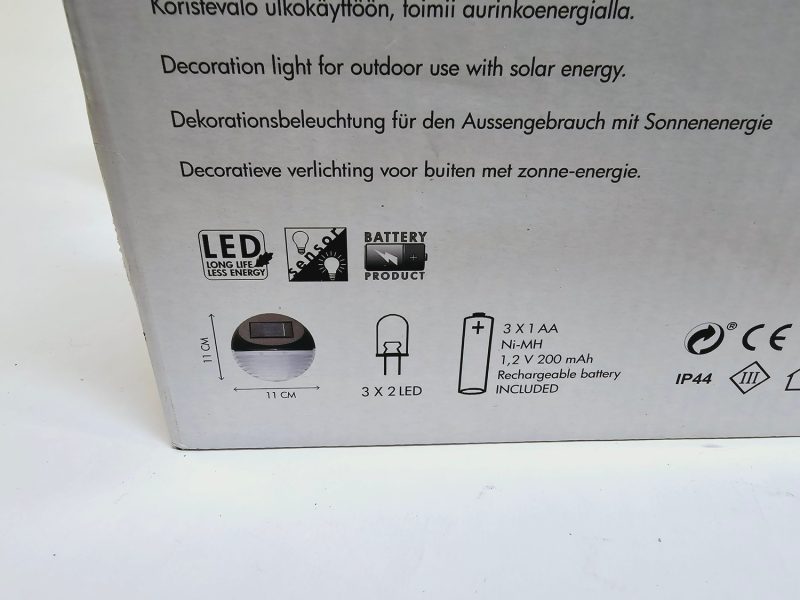 Koristevalo ulkokäyttöön, toimii aurinkoenergialla.
Decoration light for outdoor use with solar energy.
Dekorationsbeleuchtung für den Aussengebrauch mit Sonnenenergie
Decoratieve verlichting voor buiten met zonne-energie.
LED
LONG LIFE
LESS ENERGY
sensor
BATTERY
PRODUCT
11 CM
11 CM
3 X 2 LED
3 X 1 AA
Ni-MH
1,2 V 200 mAh
Rechargeable battery
INCLUDED
® CE
IP44 III